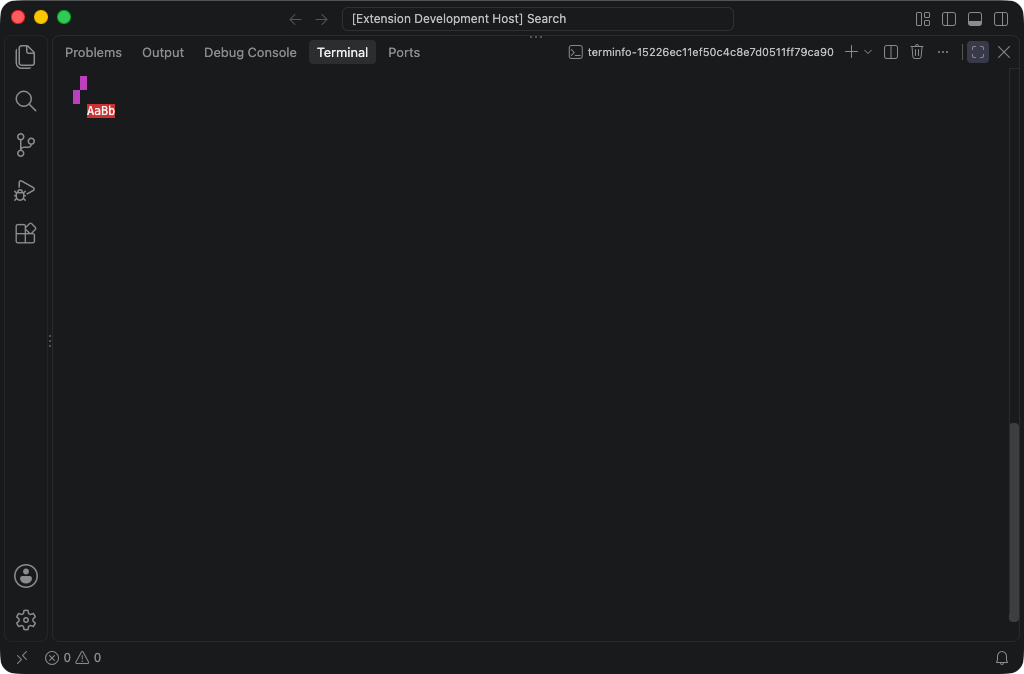 [Extension Development Host] Search
Problems Output Debug Console Terminal Ports terminfo-15226ec11ef50c4c8e7d0511ff79ca90
AaBb
0 0